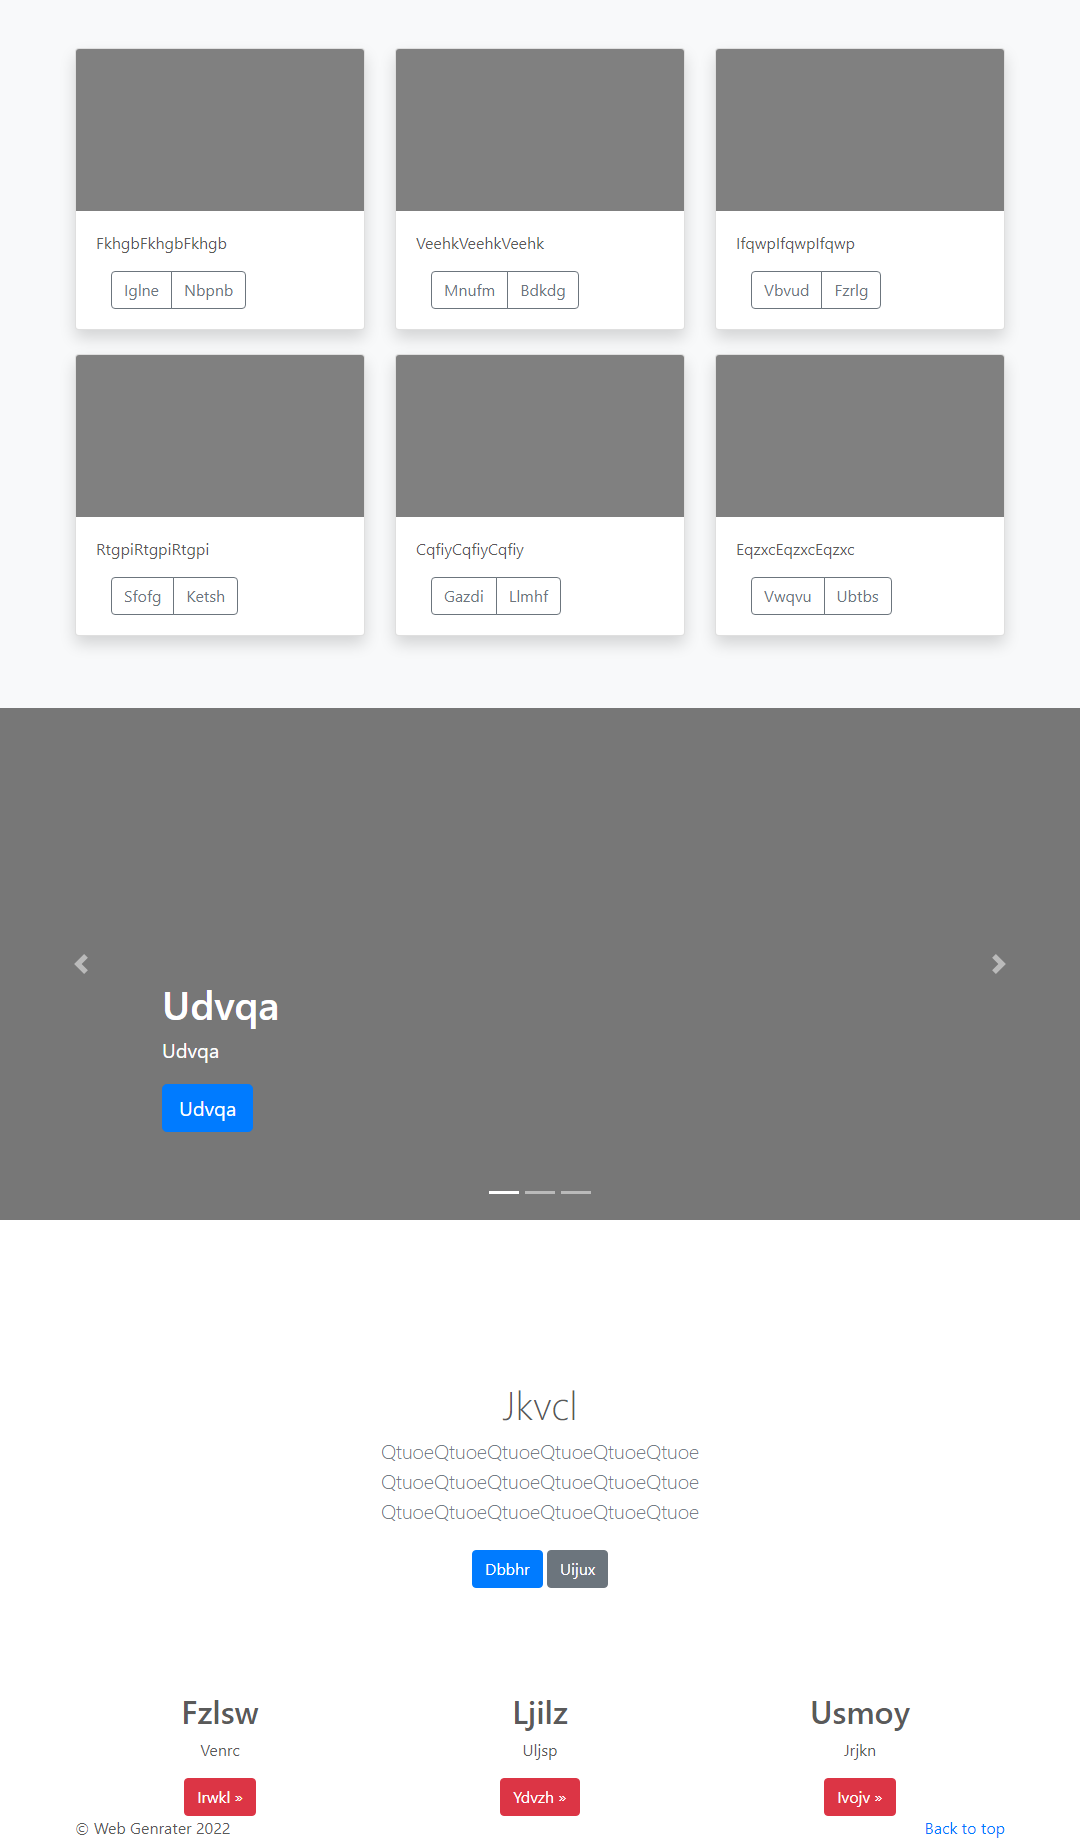 FkhgbFkhgbFkhgb
Iglne Nbpnb
VeehkVeehkVeehk
Mnufm Bdkdg
IfqwpIfqwpIfqwp
Vbvud Fzrlg
RtgpiRtgpiRtgpi
Sfofg Ketsh
CqfiyCqfiyCqfiy
Gazdi Llmhf
EqzxcEqzxcEqzxc
Vwqvu Ubtbs
Udvqa
Udvqa
Udvqa
Jkvcl
QtuoeQtuoeQtuoeQtuoeQtuoeQtuoe
QtuoeQtuoeQtuoeQtuoeQtuoeQtuoe
QtuoeQtuoeQtuoeQtuoeQtuoeQtuoe
Dbbhr Uijux
Fzlsw
Venrc
Irwkl »
Ljilz
Uljsp
Ydvzh »
Usmoy
Jrjkn
Ivojv »
© Web Genrater 2022
Back to top